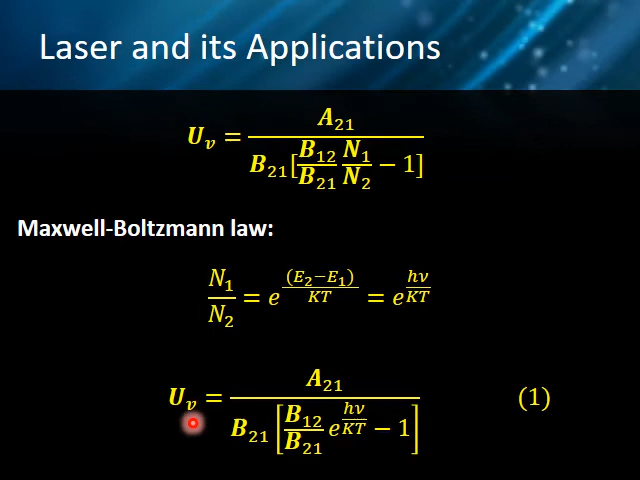 Laser and its Applications
U_v = A_21 / B_21[B_12/B_21 N_1/N_2 − 1]
Maxwell-Boltzmann law:
N_1/N_2 = e^((E_2−E_1)/KT) = e^(hν/KT)
U_v = A_21 / B_21[B_12/B_21 e^(hν/KT) − 1] (1)